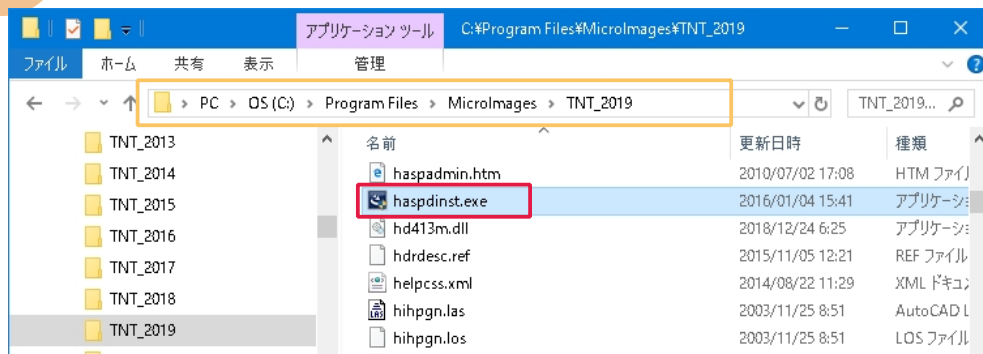 アプリケーション ツール C:¥Program Files¥MicroImages¥TNT_2019
ファイル ホーム 共有 表示 管理
PC › OS (C:) › Program Files › MicroImages › TNT_2019 TNT_2019...
TNT_2013 名前 更新日時 種類
TNT_2014 haspadmin.htm 2010/07/02 17:08 HTM ファイル
TNT_2015 haspdinst.exe 2016/01/04 15:41 アプリケーショ
TNT_2016 hd413m.dll 2018/12/24 6:25 アプリケーショ
TNT_2017 hdrdesc.ref 2015/11/05 12:21 REF ファイル
TNT_2018 helpcss.xml 2014/08/22 11:29 XML ドキュメ
TNT_2019 hihpgn.las 2003/11/25 8:51 AutoCAD L
hihpgn.los 2003/11/25 8:51 LOS ファイル